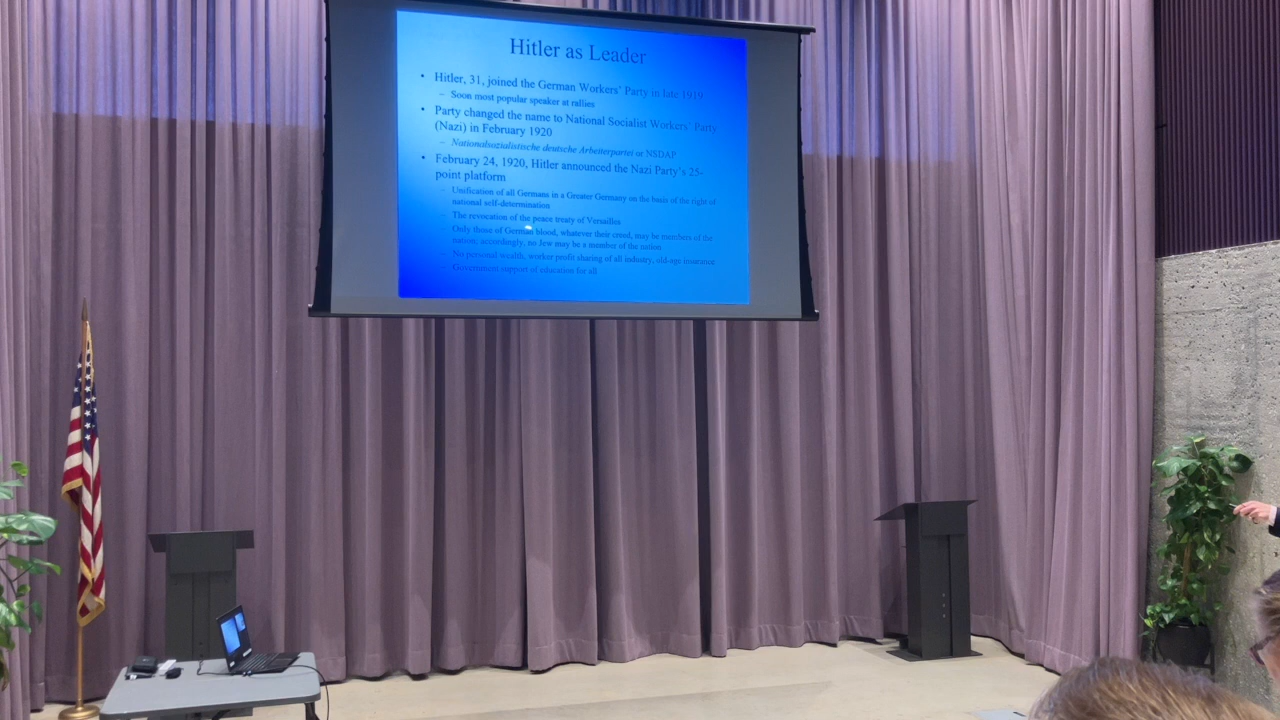 Hitler as Leader
• Hitler, 31, joined the German Workers' Party in late 1919
– Soon most popular speaker at rallies
• Party changed the name to National Socialist Workers' Party
(Nazi) in February 1920
– Nationalsozialistische deutsche Arbeiterpartei or NSDAP
• February 24, 1920, Hitler announced the Nazi Party's 25-
point platform
– Unification of all Germans in a Greater Germany on the basis of the right of
national self-determination
– The revocation of the peace treaty of Versailles
– Only those of German blood, whatever their creed, may be members of the
nation; accordingly, no Jew may be a member of the nation
– No personal wealth, worker profit sharing of all industry, old-age insurance
– Government support of education for all